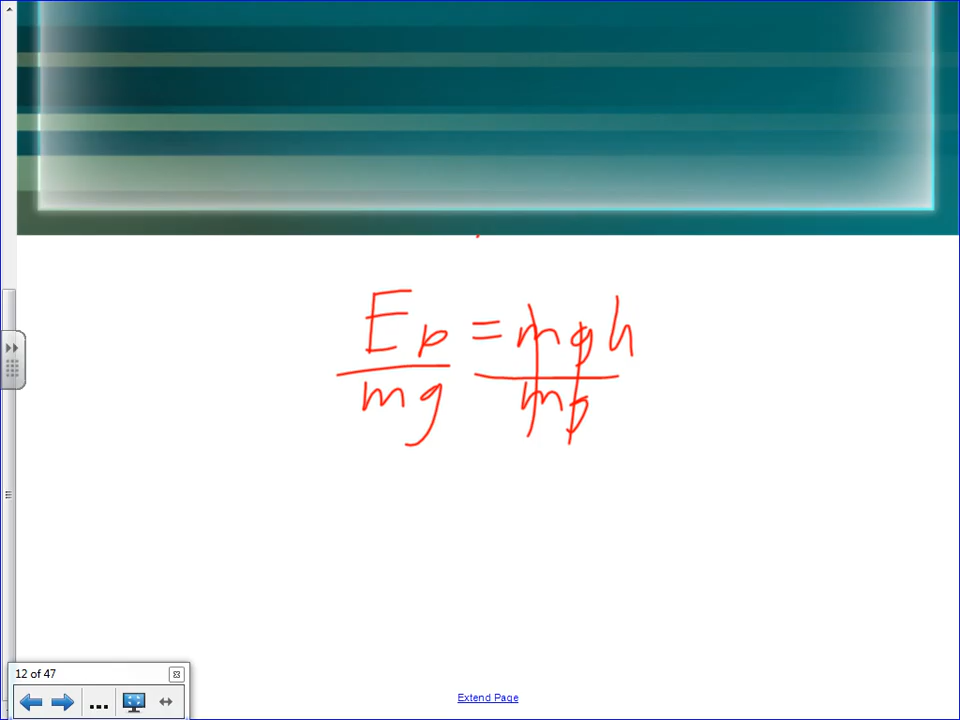 Ep = mgh
mg mg
12 of 47
...
Extend Page